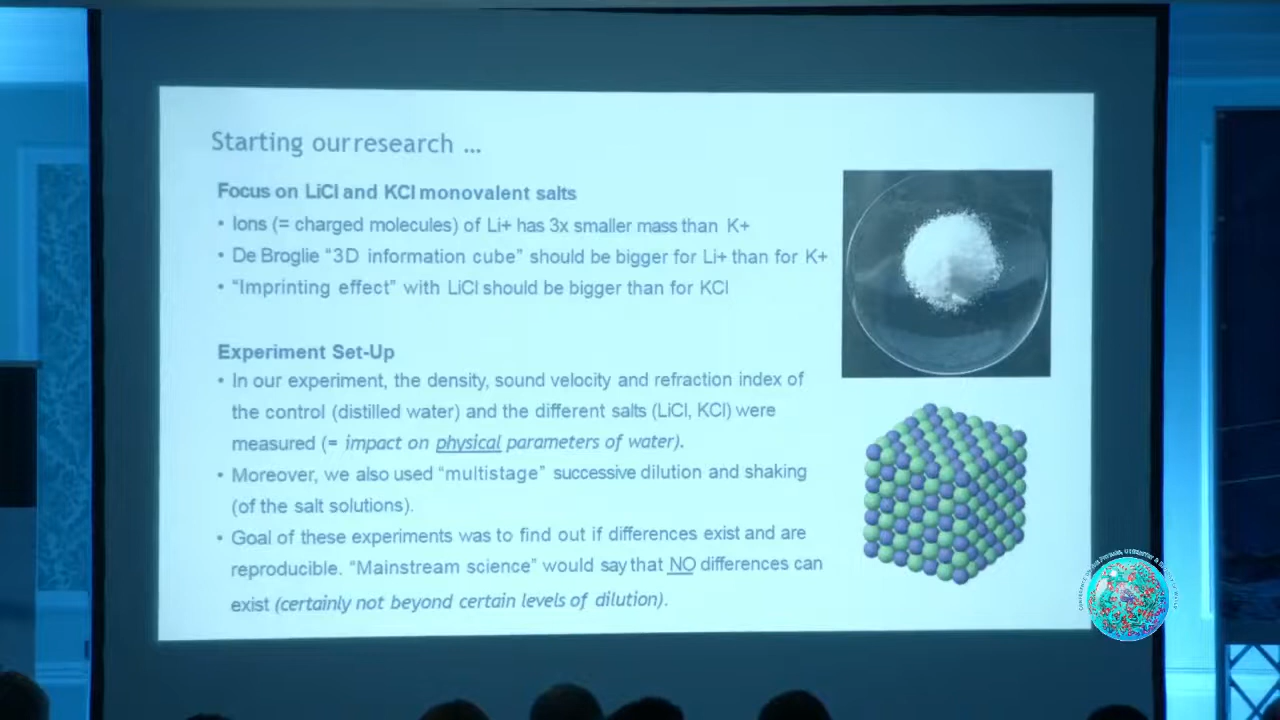 Starting our research ...
Focus on LiCl and KCl monovalent salts
• Ions (= charged molecules) of Li+ has 3x smaller mass than K+
• De Broglie “3D information cube” should be bigger for Li+ than for K+
• “Imprinting effect” with LiCl should be bigger than for KCl
Experiment Set-Up
• In our experiment, the density, sound velocity and refraction index of
the control (distilled water) and the different salts (LiCl, KCl) were
measured (= impact on physical parameters of water).
• Moreover, we also used “multistage” successive dilution and shaking
(of the salt solutions).
• Goal of these experiments was to find out if differences exist and are
reproducible. “Mainstream science” would say that NO differences can
exist (certainly not beyond certain levels of dilution).